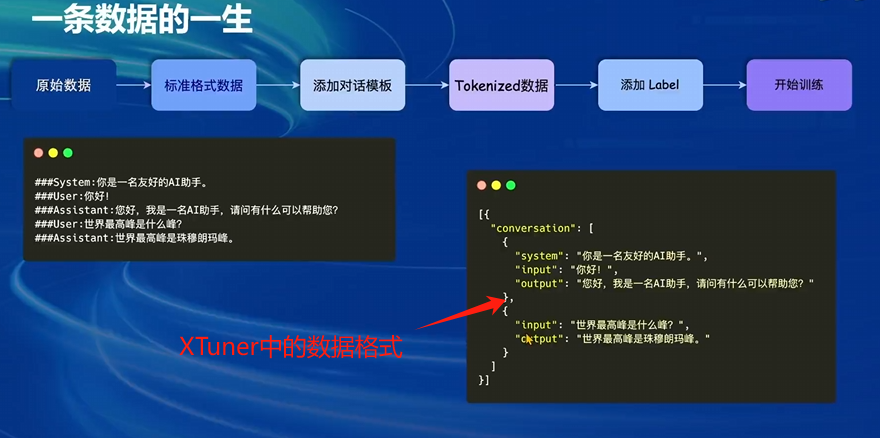 一条数据的一生
原始数据
标准格式数据
添加对话模板
Tokenized数据
添加 Label
开始训练
###System:你是一名友好的AI助手。
###User:你好!
###Assistant:您好，我是一名AI助手，请问有什么可以帮助您?
###User:世界最高峰是什么峰?
###Assistant:世界最高峰是珠穆朗玛峰。
[{
"conversation": [
{
"system": "你是一名友好的AI助手。",
"input": "你好! ",
"output": "您好，我是一名AI助手，请问有什么可以帮助您? "
},
{
"input": "世界最高峰是什么峰? ",
"output": "世界最高峰是珠穆朗玛峰。"
}
]
}]
XTuner中的数据格式